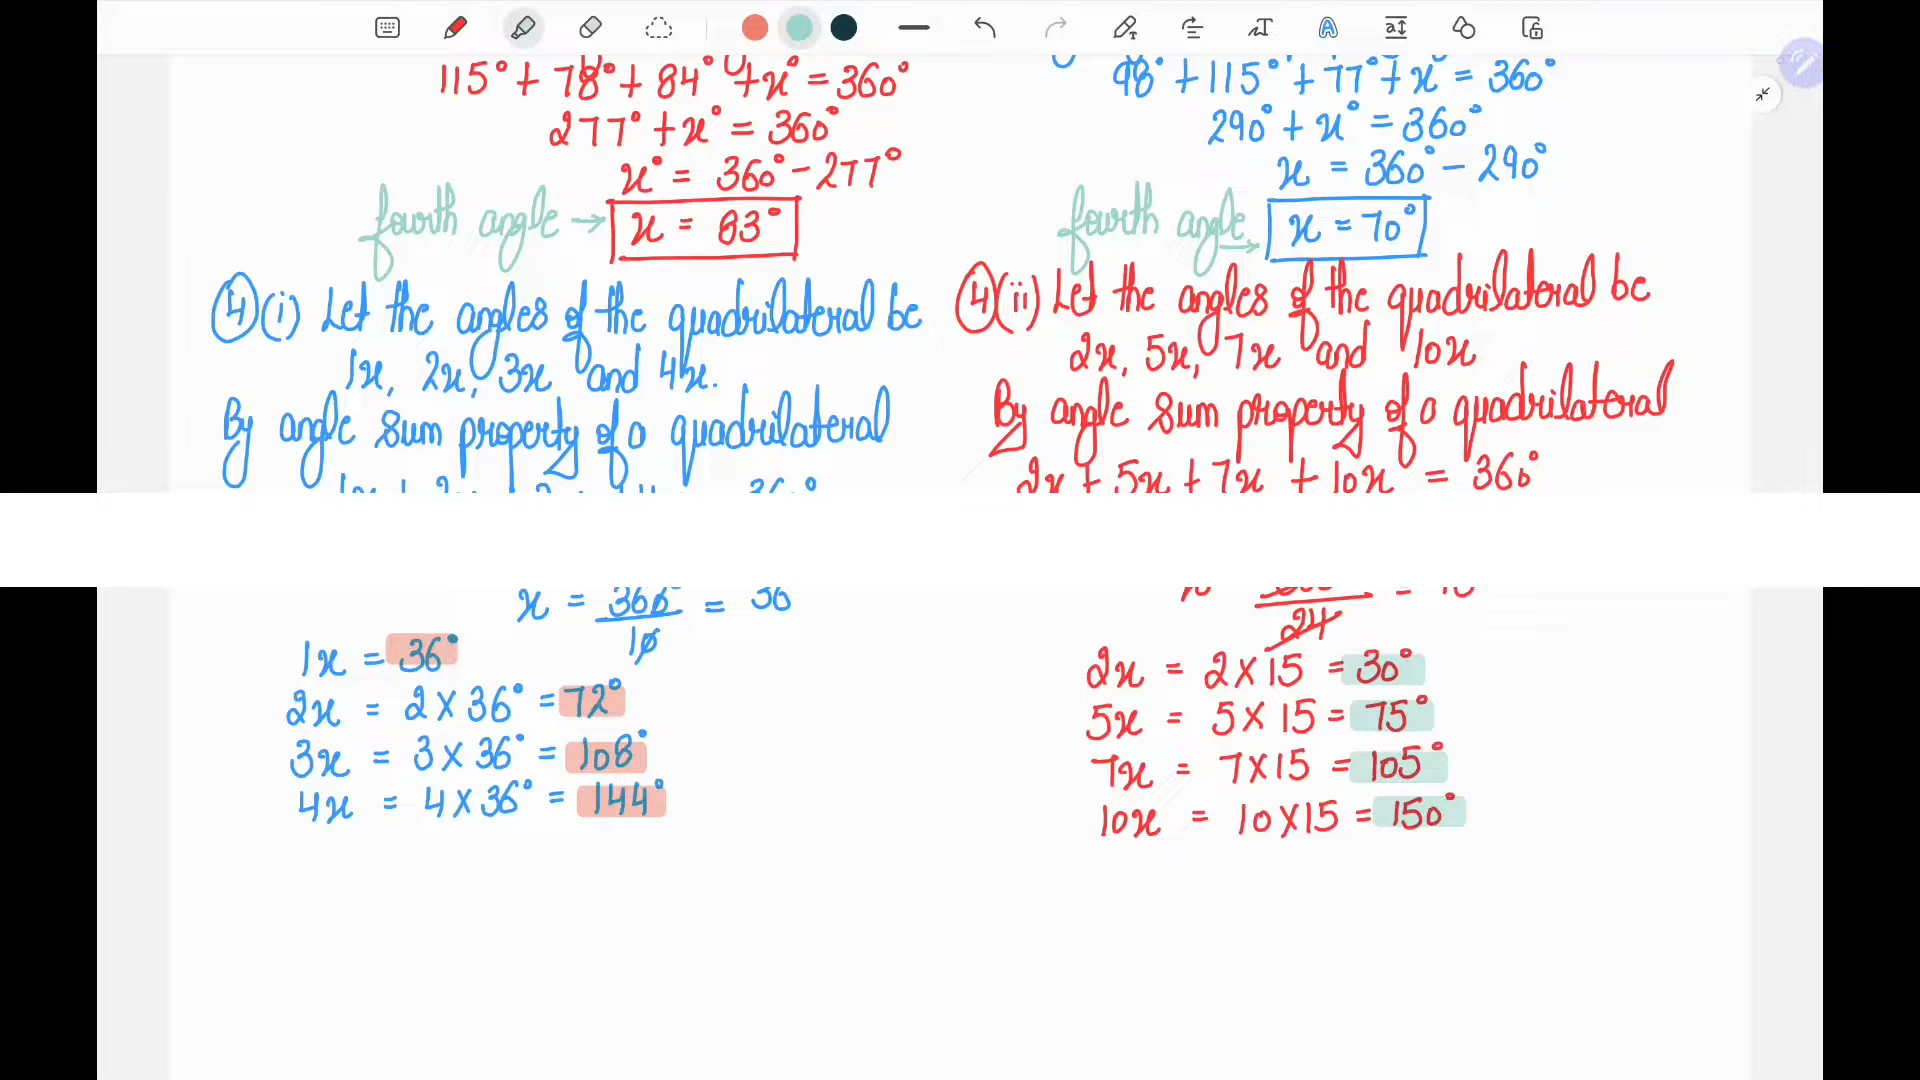 115° + 78° + 84° + x° = 360°
277° + x° = 360°
x° = 360° - 277°
fourth angle → x = 83°
4 (i) Let the angles of the quadrilateral be
1x, 2x, 3x and 4x.
By angle sum property of a quadrilateral
x = 360° / 10 = 36
1x = 36°
2x = 2 × 36° = 72°
3x = 3 × 36° = 108°
4x = 4 × 36° = 144°
98° + 115° + 77° + x° = 360°
290° + x° = 360°
x = 360° - 290°
fourth angle → x = 70°
4 (ii) Let the angles of the quadrilateral be
2x, 5x, 7x and 10x
By angle sum property of a quadrilateral
2x + 5x + 7x + 10x = 360°
24
2x = 2 × 15 = 30°
5x = 5 × 15 = 75°
7x = 7 × 15 = 105°
10x = 10 × 15 = 150°